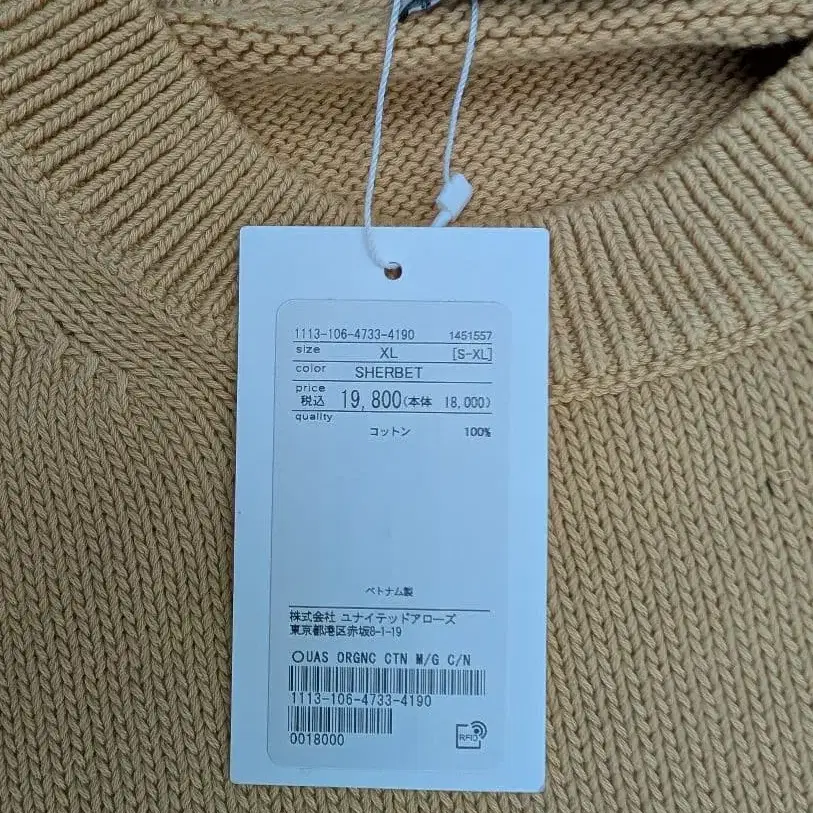 1113-106-4733-4190 1451557
size XL [S-XL]
color SHERBET
price
税込 19,800(本体 18,000)
quality
コットン 100%
ベトナム製
株式会社 ユナイテッドアローズ
東京都港区赤坂8-1-19
○UAS ORGNC CTN M/G C/N
1113-106-4733-4190
0018000
RFID